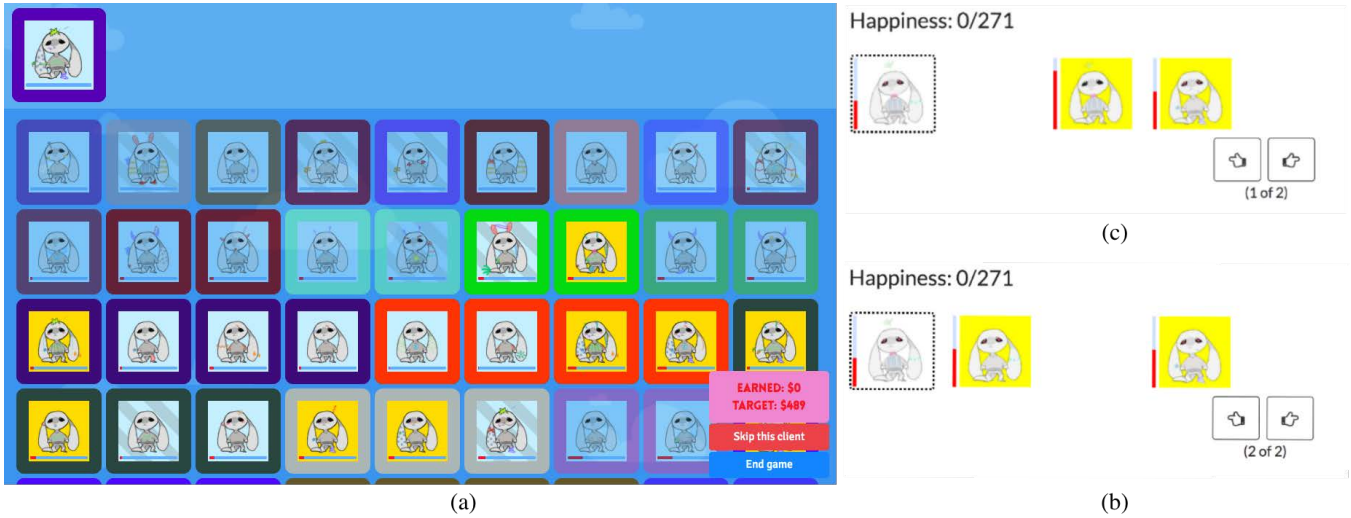 EARNED: $0
TARGET: $489
Skip this client
End game
(a)
Happiness: 0/271
(1 of 2)
(c)
Happiness: 0/271
(2 of 2)
(b)